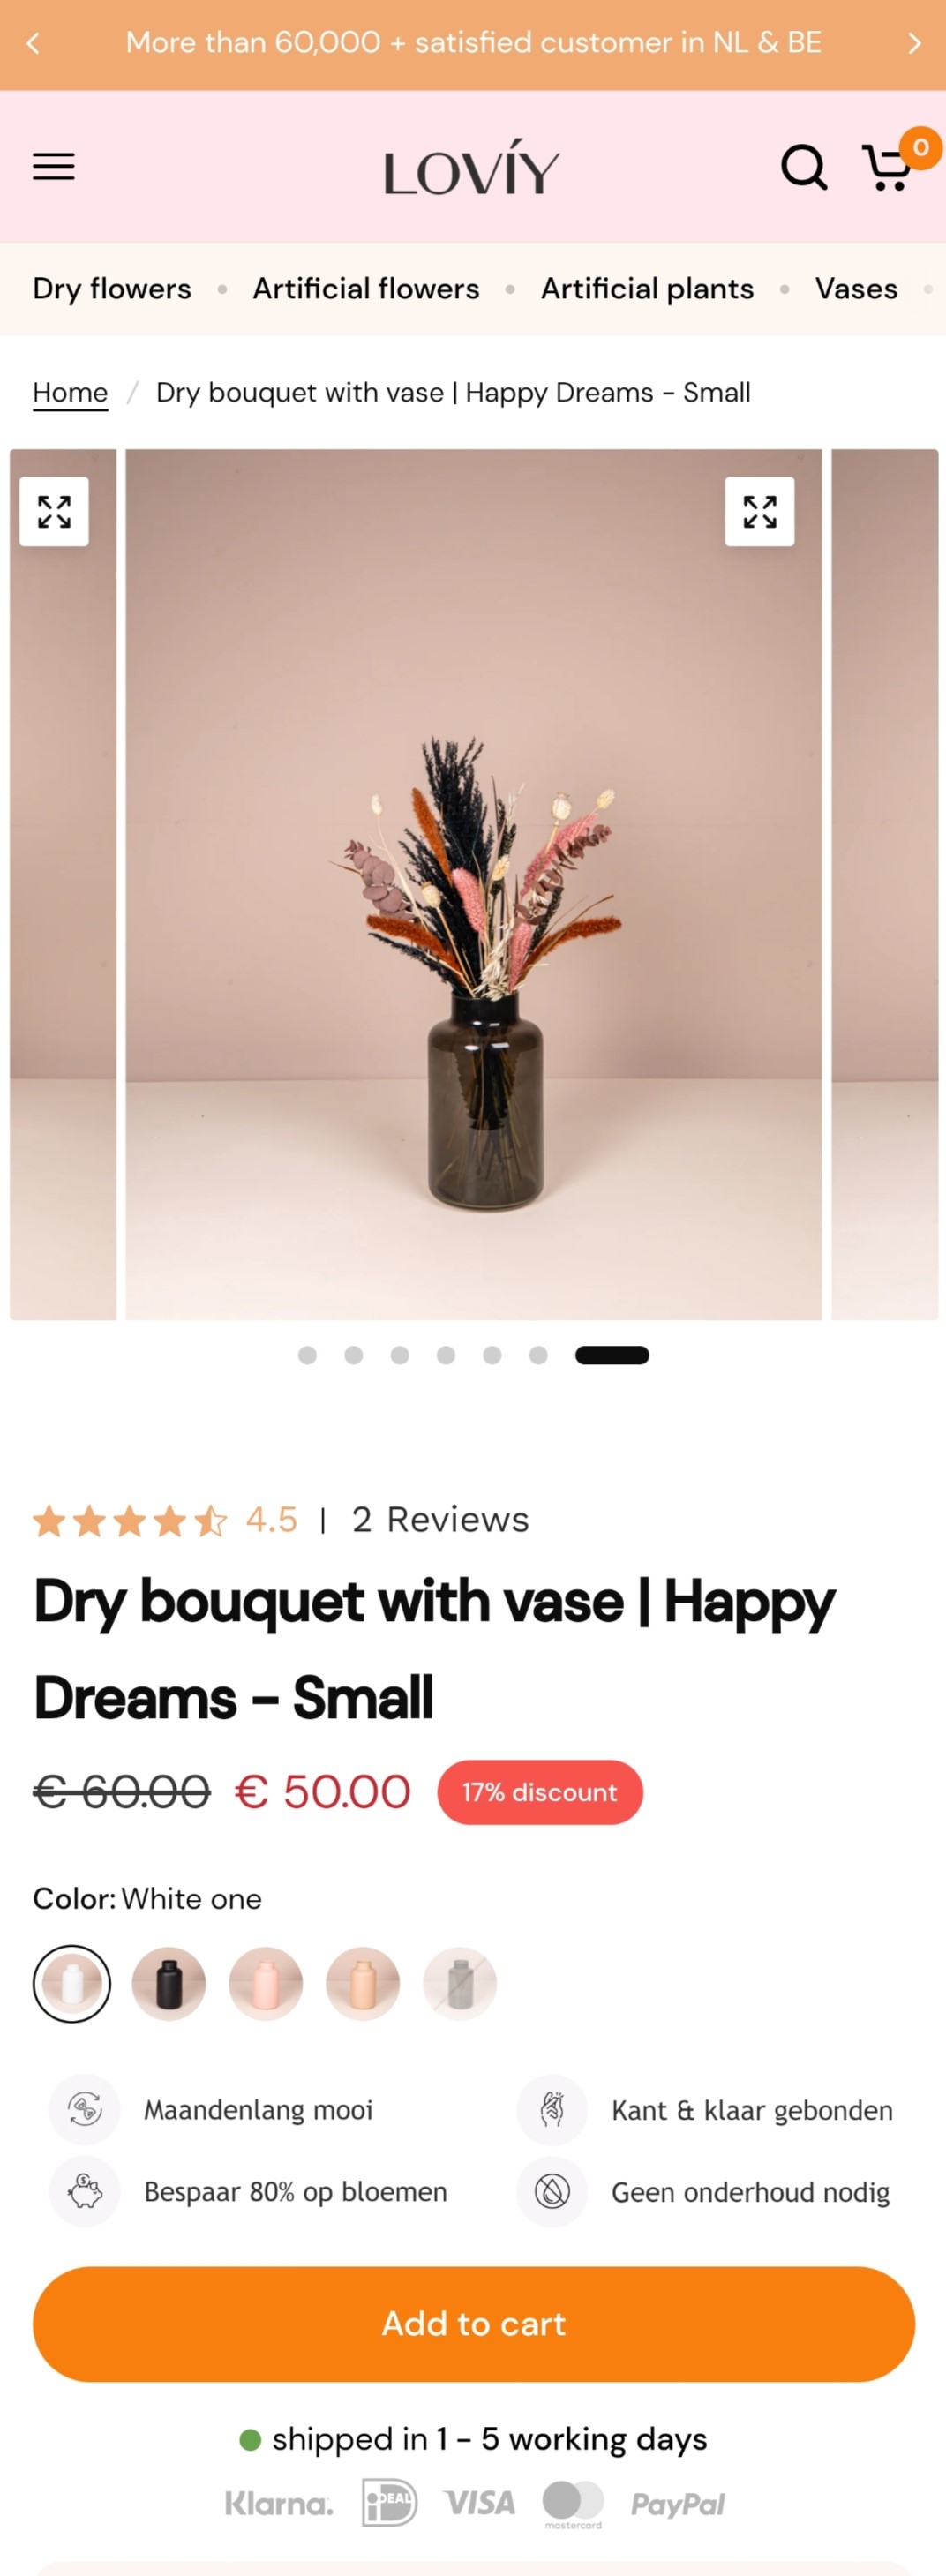 More than 60,000 + satisfied customer in NL & BE
LOVÍY
0
Dry flowers • Artificial flowers • Artificial plants • Vases
Home / Dry bouquet with vase | Happy Dreams - Small
4.5 | 2 Reviews
Dry bouquet with vase | Happy
Dreams - Small
€ 60.00 € 50.00 17% discount
Color: White one
Maandenlang mooi
Kant & klaar gebonden
Bespaar 80% op bloemen
Geen onderhoud nodig
Add to cart
shipped in 1 - 5 working days
Klarna. iDEAL VISA mastercard. PayPal